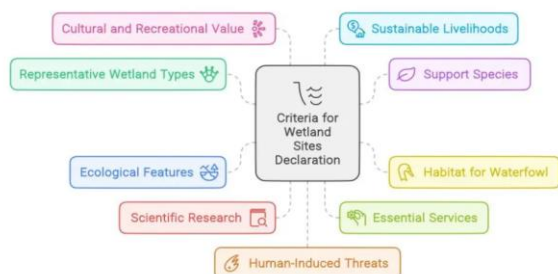 Cultural and Recreational Value
Sustainable Livelihoods
Representative Wetland Types
Support Species
Criteria for
Wetland
Sites
Declaration
Ecological Features
Habitat for Waterfowl
Scientific Research
Essential Services
Human-Induced Threats